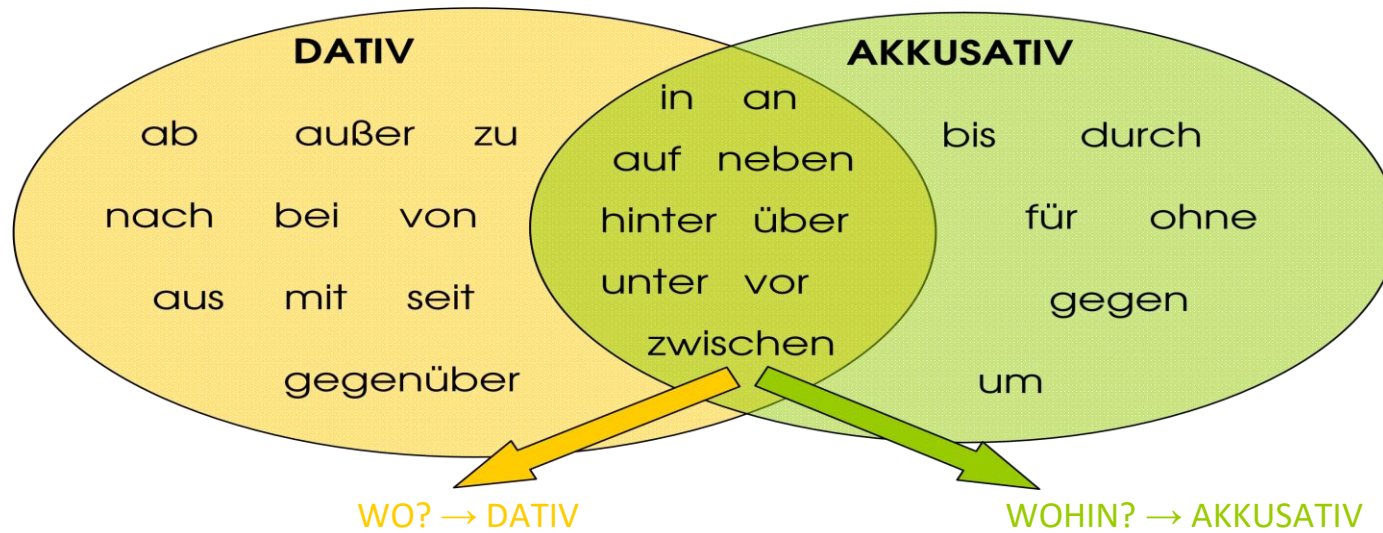 DATIV
ab außer zu
nach bei von
aus mit seit
gegenüber
in an
auf neben
hinter über
unter vor
zwischen
AKKUSATIV
bis durch
für ohne
gegen
um
WO? → DATIV
WOHIN? → AKKUSATIV